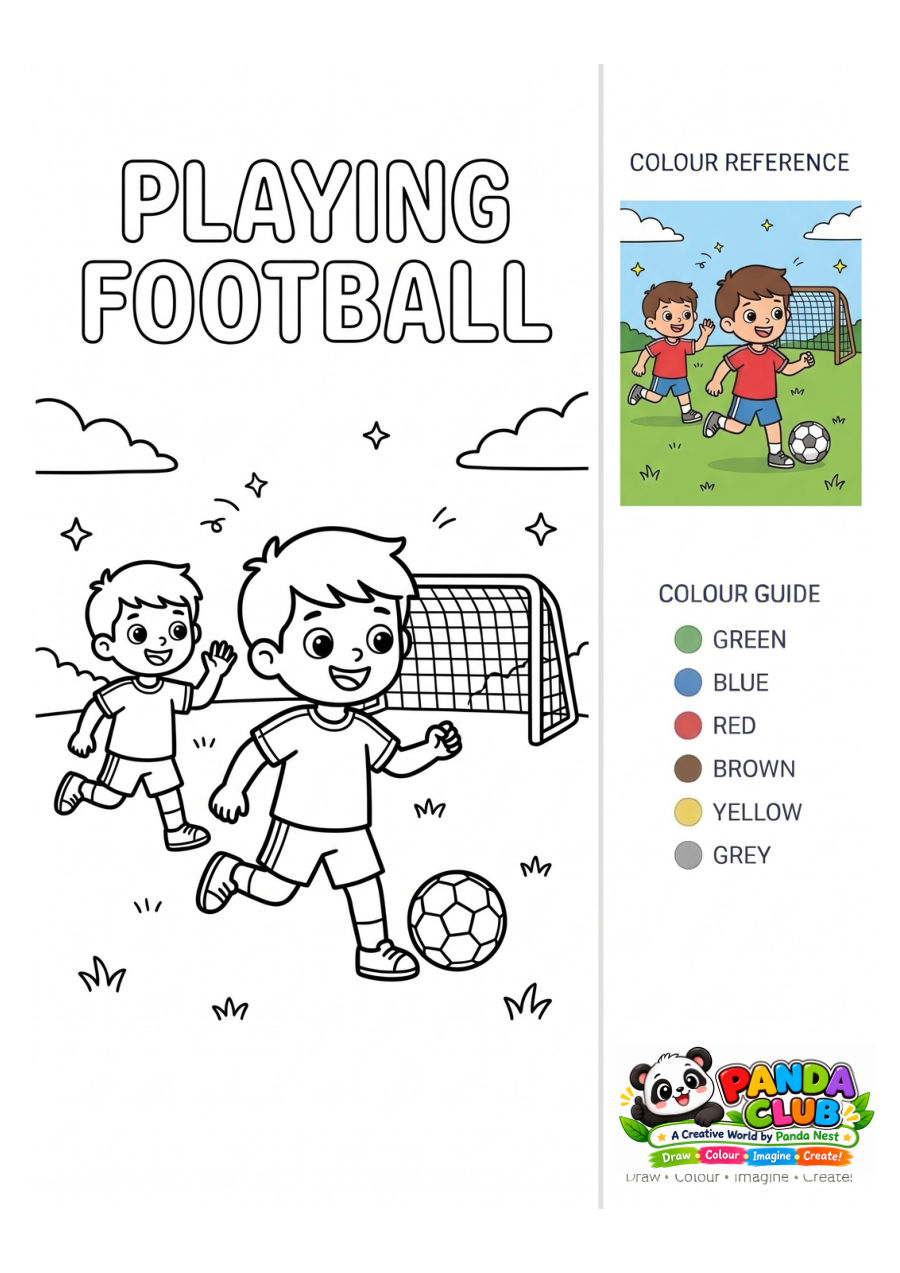 PLAYING
FOOTBALL
COLOUR REFERENCE
COLOUR GUIDE
GREEN
BLUE
RED
BROWN
YELLOW
GREY
PANDA
CLUB
A Creative World by Panda Nest
Draw • Colour • Imagine • Create!
Draw • Colour • Imagine • Create!